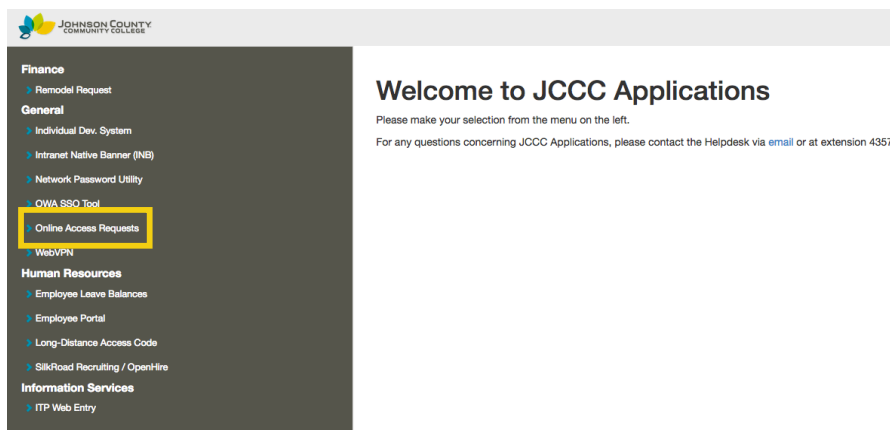 JOHNSON COUNTY
COMMUNITY COLLEGE
Finance
Remodel Request
General
Individual Dev. System
Intranet Native Banner (INB)
Network Password Utility
OWA SSO Tool
Online Access Requests
WebVPN
Human Resources
Employee Leave Balances
Employee Portal
Long-Distance Access Code
SilkRoad Recruiting / OpenHire
Information Services
ITP Web Entry
Welcome to JCCC Applications
Please make your selection from the menu on the left.
For any questions concerning JCCC Applications, please contact the Helpdesk via email or at extension 4357